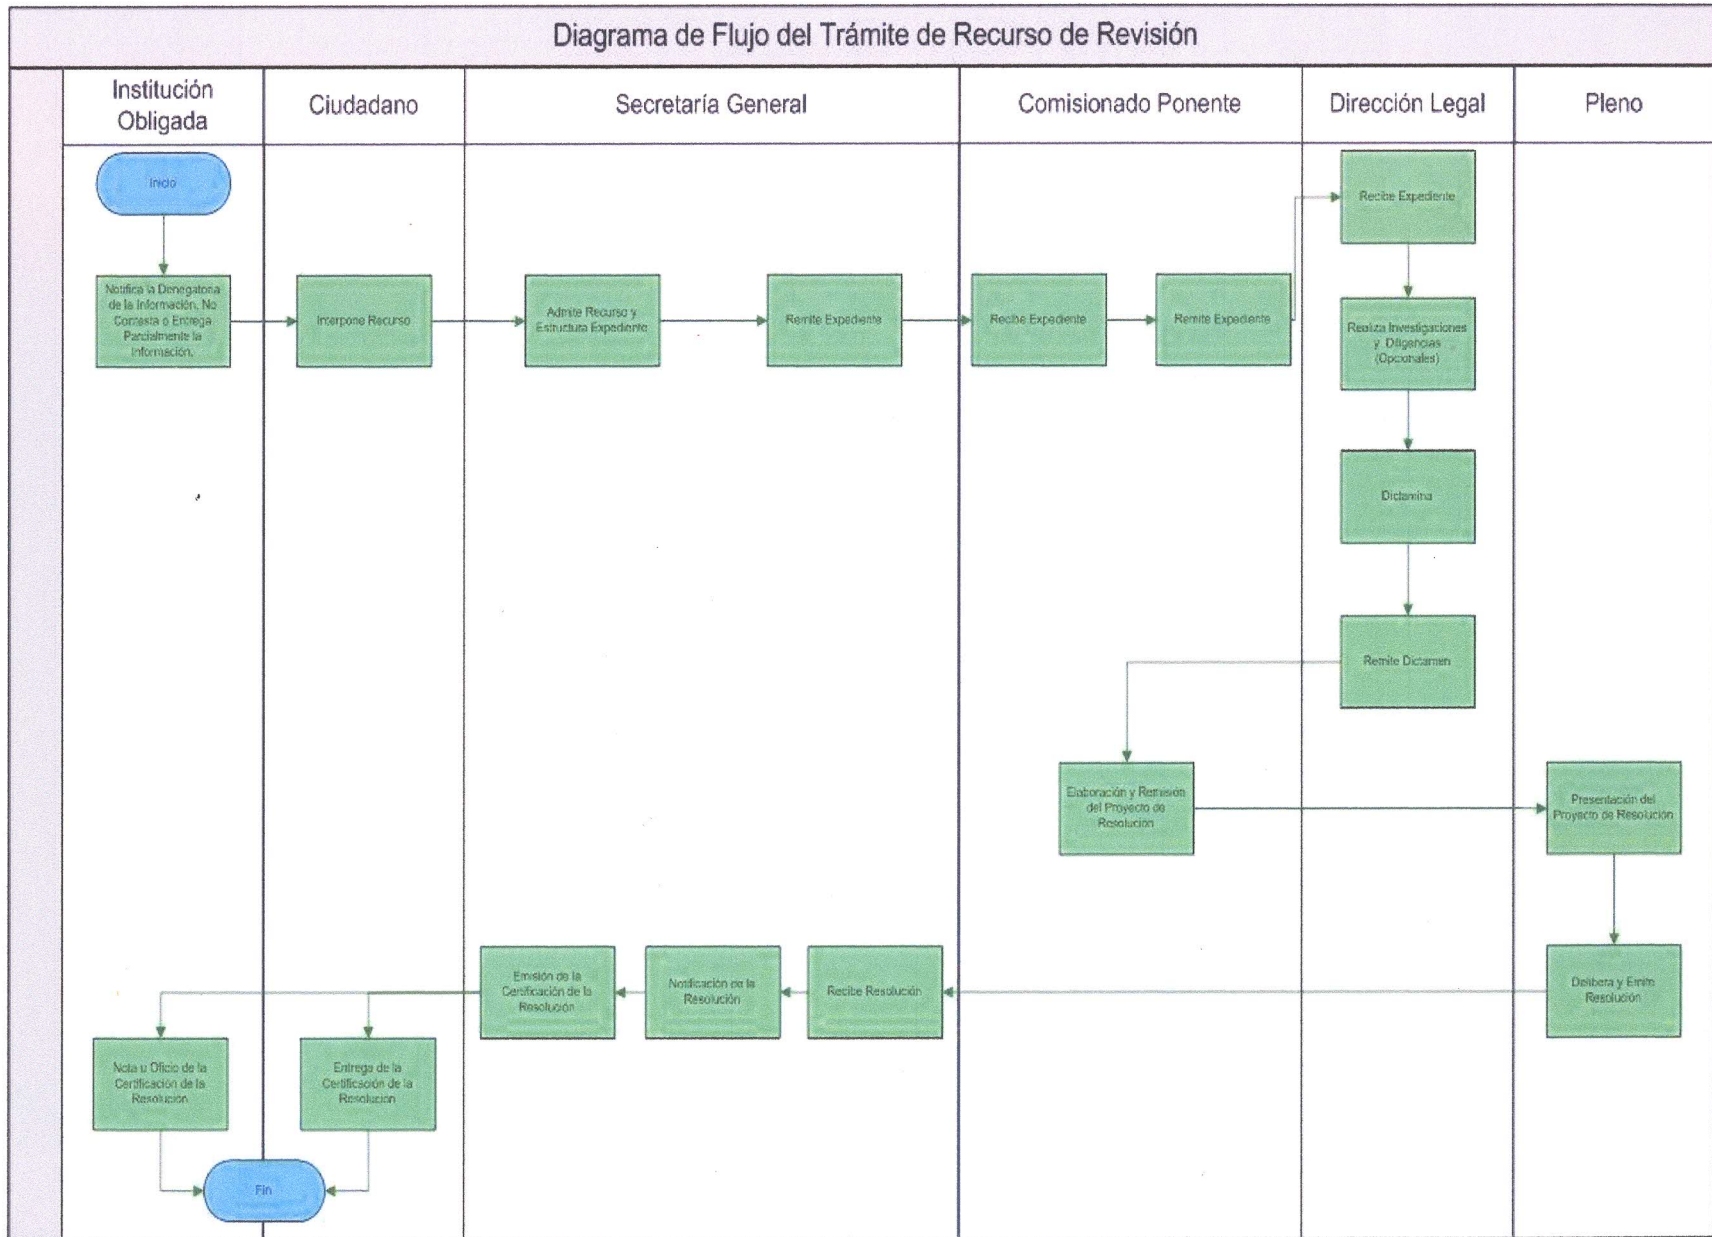 Diagrama de Flujo del Trámite de Recurso de Revisión
Institución
Obligada
Ciudadano
Secretaría General
Comisionado Ponente
Dirección Legal
Pleno
Inicio
Notifica la Denegatoria
de la Información, No
Contesta o Entrega
Parcialmente la
Información.
Interpone Recurso
Admite Recurso y
Estructura Expediente
Remite Expediente
Recibe Expediente
Remite Expediente
Recibe Expediente
Realiza Investigaciones
y Diligencias
(Opcionales)
Dictamina
Remite Dictamen
Elaboración y Remisión
del Proyecto de
Resolución
Presentación del
Proyecto de Resolución
Delibera y Emite
Resolución
Recibe Resolución
Notificación de la
Resolución
Emisión de la
Certificación de la
Resolución
Nota u Oficio de la
Certificación de la
Resolución
Entrega de la
Certificación de la
Resolución
Fin